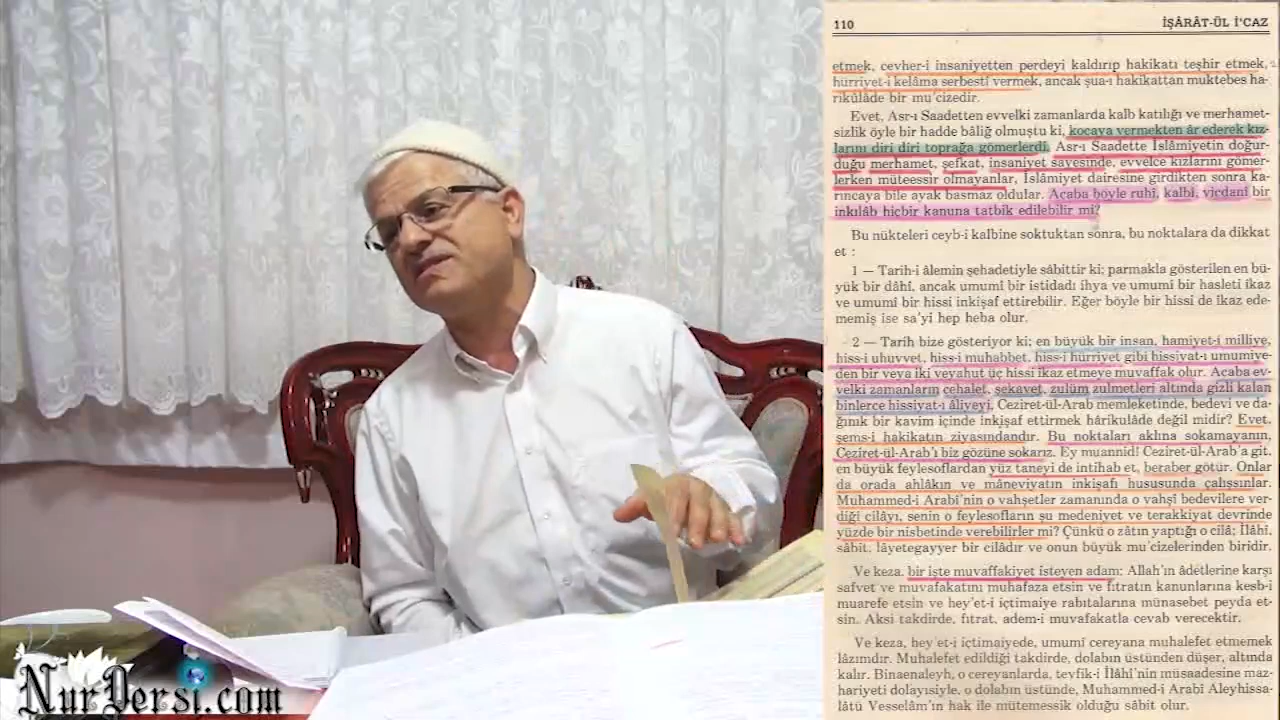 110
İŞÂRÂT-ÜL İ'CAZ
etmek, cevher-i insaniyetten perdeyi kaldırıp hakikatı teşhir etmek,
hürriyet-i kelâma serbestî vermek, ancak şua-ı hakikattan muktebes ha-
rikulâde bir mu'cizedir.
Evet, Asr-ı Saadetten evvelki zamanlarda kalb katılığı ve merhamet-
sizlik öyle bir hadde bâliğ olmuştu ki, kocaya vermekten âr ederek kız-
larını diri diri toprağa gömerlerdi. Asr-ı Saadette İslâmiyetin doğur-
duğu merhamet, şefkat, insaniyet sayesinde, evvelce kızlarını gömer-
lerken müteessir olmayanlar, İslâmiyet dairesine girdikten sonra ka-
rıncaya bile ayak basmaz oldular. Acaba böyle ruhî, kalbî, vicdanî bir
inkılâb hiçbir kanuna tatbik edilebilir mi?
Bu nükteleri ceyb-i kalbine soktuktan sonra, bu noktalara da dikkat
et :
1 — Tarih-i âlemin şehadetiyle sâbittir ki; parmakla gösterilen en bü-
yük bir dâhî, ancak umumî bir istidadı ihya ve umumî bir hasleti ikaz
ve umumî bir hissi inkişaf ettirebilir. Eğer böyle bir hissi de ikaz ede-
memiş ise sa'yi hep heba olur.
2 — Tarih bize gösteriyor ki; en büyük bir insan, hamiyet-i milliye,
hiss-i uhuvvet, hiss-i muhabbet, hiss-i hürriyet gibi hissiyat-ı umumiye-
den bir veya iki veyahut üç hissi ikaz etmeye muvaffak olur. Acaba ev-
velki zamanların cehalet, şekavet, zulüm zulmetleri altında gizli kalan
binlerce hissiyat-ı âliyeyi, Ceziret-ül-Arab memleketinde, bedevi ve da-
ğınık bir kavim içinde inkişaf ettirmek hârikulâde değil midir? Evet,
şems-i hakikatın ziyasındandır. Bu noktaları aklına sokamayanın,
Ceziret-ül-Arab'ı biz gözüne sokarız. Ey muannid! Ceziret-ül-Arab'a git,
en büyük feylesoflardan yüz taneyi de intihab et, beraber götür. Onlar
da orada ahlâkın ve mâneviyatın inkişafı hususunda çalışsınlar.
Muhammed-i Arabî'nin o vahşetler zamanında o vahşî bedevilere ver-
diği cilâyı, senin o feylesofların şu medeniyet ve terakkiyat devrinde
yüzde bir nisbetinde verebilirler mi? Çünkü o zâtın yaptığı o cilâ; İlâhî,
sâbit, lâyetegayyer bir cilâdır ve onun büyük mu'cizelerinden biridir.
Ve keza, bir işte muvaffakiyet isteyen adam; Allah'ın âdetlerine karşı
safvet ve muvafakatını muhafaza etsin ve fıtratın kanunlarına kesb-i
muarefe etsin ve hey'et-i içtimaiye rabıtalarına münasebet peyda et-
sin. Aksi takdirde, fıtrat, adem-i muvafakatla cevab verecektir.
Ve keza, hey'et-i içtimaiyede, umumî cereyana muhalefet etmemek
lâzımdır. Muhalefet edildiği takdirde, dolabın üstünden düşer, altında
kalır. Binaenaleyh, o cereyanlarda, tevfik-i İlâhî'nin müsaadesine maz-
hariyeti dolayısiyle, o dolabın üstünde, Muhammed-i Arabî Aleyhissa-
lâtü Vesselâm'ın hak ile mütemessik olduğu sâbit olur.
NurDersi.com